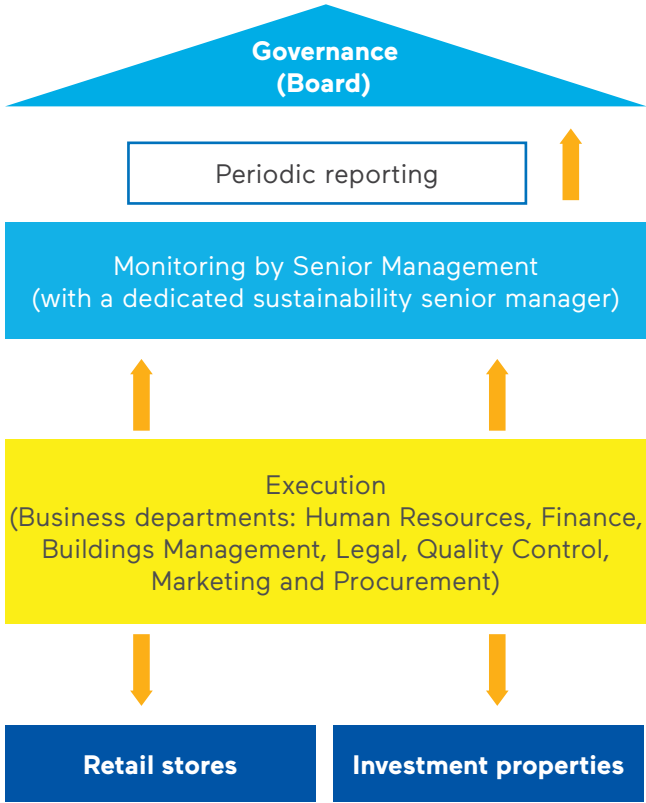 Governance
(Board)
Periodic reporting
Monitoring by Senior Management
(with a dedicated sustainability senior manager)
Execution
(Business departments: Human Resources, Finance,
Buildings Management, Legal, Quality Control,
Marketing and Procurement)
Retail stores
Investment properties